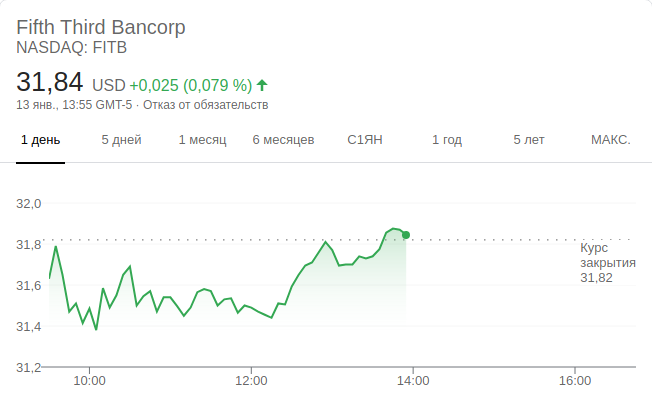 Fifth Third Bancorp
NASDAQ: FITB
31,84 USD +0,025 (0,079 %)
13 янв., 13:55 GMT-5 · Отказ от обязательств
1 день 5 дней 1 месяц 6 месяцев С1ЯН 1 год 5 лет МАКС.
32,0
31,8
31,6
31,4
31,2
Курс
закрытия
31,82
10:00 12:00 14:00 16:00